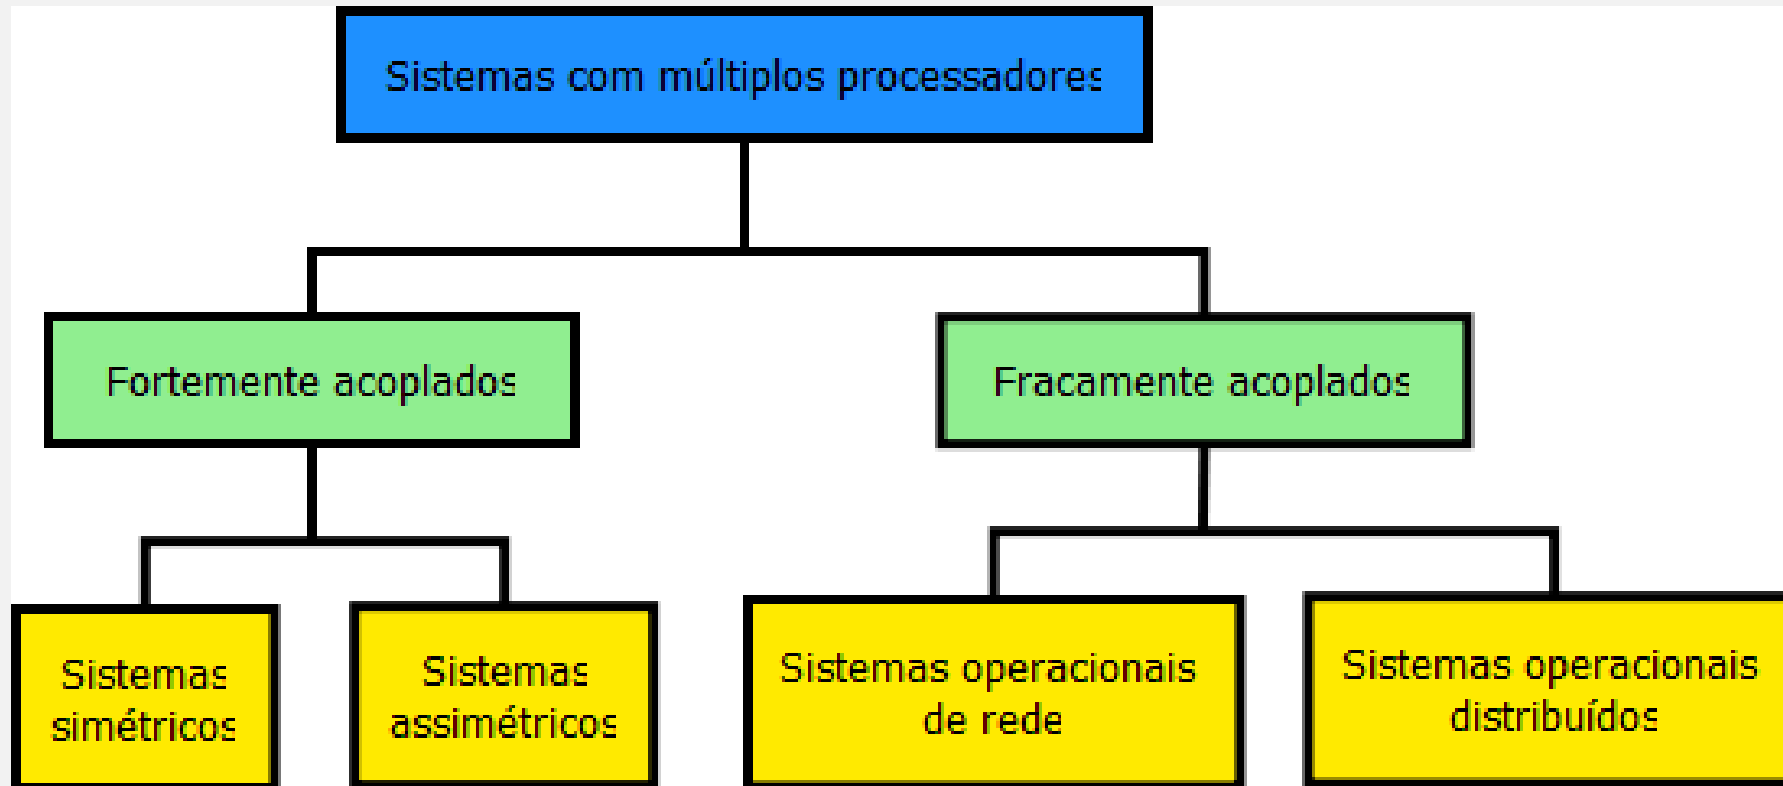 Sistemas com múltiplos processadores
Fortemente acoplados
Fracamente acoplados
Sistemas
simétricos
Sistemas
assimétricos
Sistemas operacionais
de rede
Sistemas operacionais
distribuídos